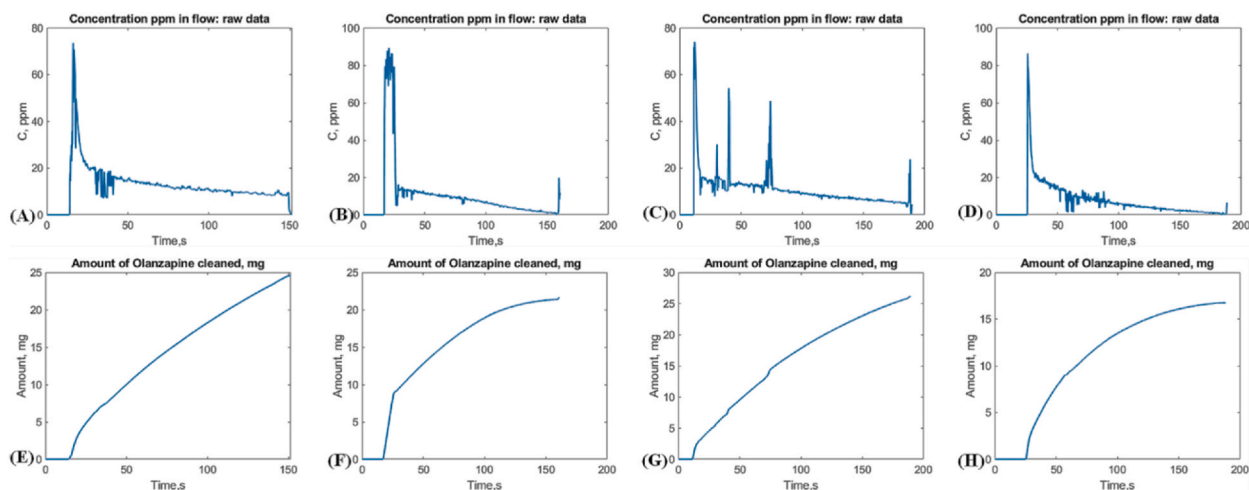 Concentration ppm in flow: raw data
80
60
40
20
0
C, ppm
0 50 100 150
Time,s
(A)
Concentration ppm in flow: raw data
100
80
60
40
20
0
C, ppm
0 50 100 150 200
Time,s
(B)
Concentration ppm in flow: raw data
80
60
40
20
0
C, ppm
0 50 100 150 200
Time,s
(C)
Concentration ppm in flow: raw data
100
80
60
40
20
0
C, ppm
0 50 100 150 200
Time,s
(D)
Amount of Olanzapine cleaned, mg
25
20
15
10
5
0
Amount, mg
0 50 100 150
Time,s
(E)
Amount of Olanzapine cleaned, mg
25
20
15
10
5
0
Amount, mg
0 50 100 150 200
Time,s
(F)
Amount of Olanzapine cleaned, mg
30
25
20
15
10
5
0
Amount, mg
0 50 100 150 200
Time,s
(G)
Amount of Olanzapine cleaned, mg
20
15
10
5
0
Amount, mg
0 50 100 150 200
Time,s
(H)